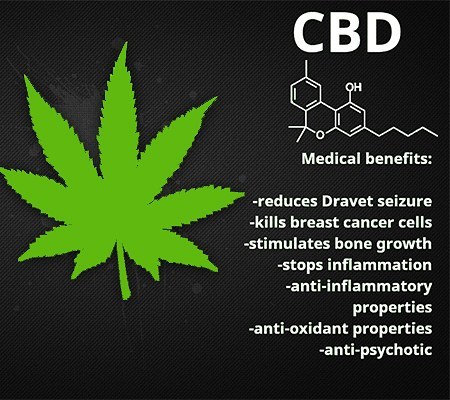 CBD
OH
O
Medical benefits:
-reduces Dravet seizure
-kills breast cancer cells
-stimulates bone growth
-stops inflammation
-anti-inflammatory
properties
-anti-oxidant properties
-anti-psychotic